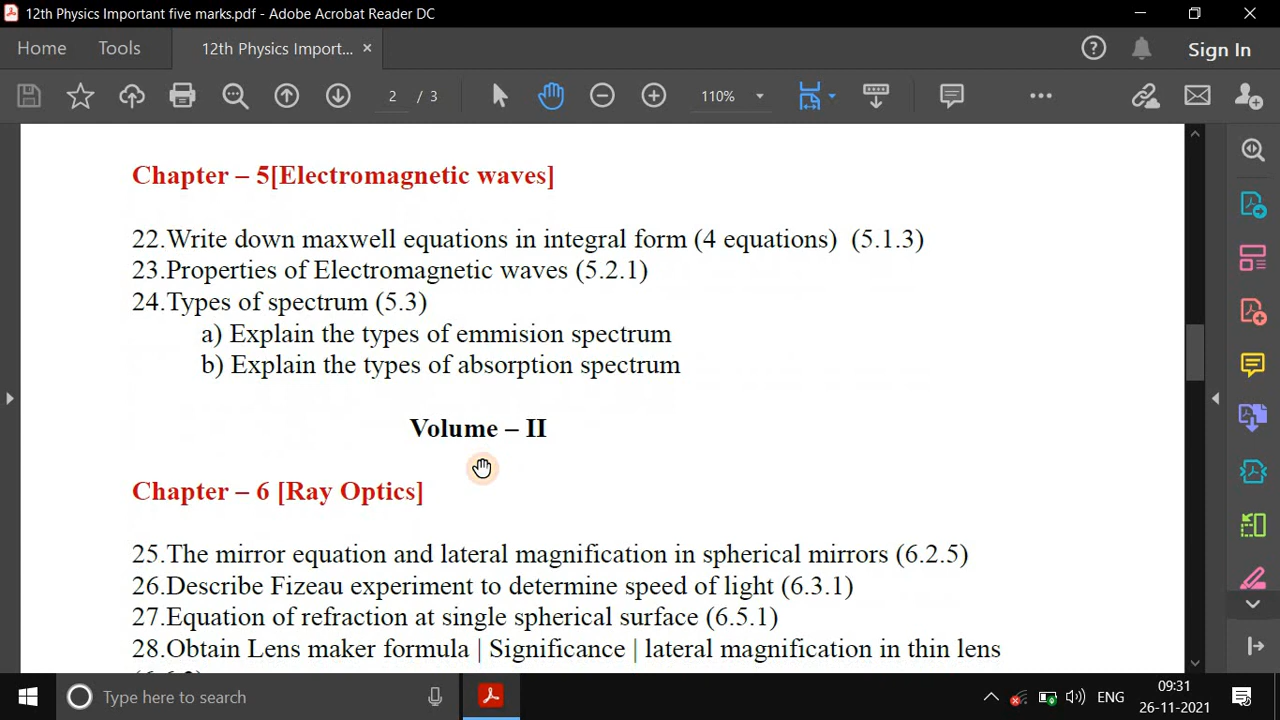 12th Physics Important five marks.pdf - Adobe Acrobat Reader DC
Home Tools 12th Physics Import... × Sign In
2 / 3 110%
Chapter – 5[Electromagnetic waves]
22.Write down maxwell equations in integral form (4 equations) (5.1.3)
23.Properties of Electromagnetic waves (5.2.1)
24.Types of spectrum (5.3)
a) Explain the types of emmision spectrum
b) Explain the types of absorption spectrum
Volume – II
Chapter – 6 [Ray Optics]
25.The mirror equation and lateral magnification in spherical mirrors (6.2.5)
26.Describe Fizeau experiment to determine speed of light (6.3.1)
27.Equation of refraction at single spherical surface (6.5.1)
28.Obtain Lens maker formula | Significance | lateral magnification in thin lens
Type here to search
ENG
09:31
26-11-2021